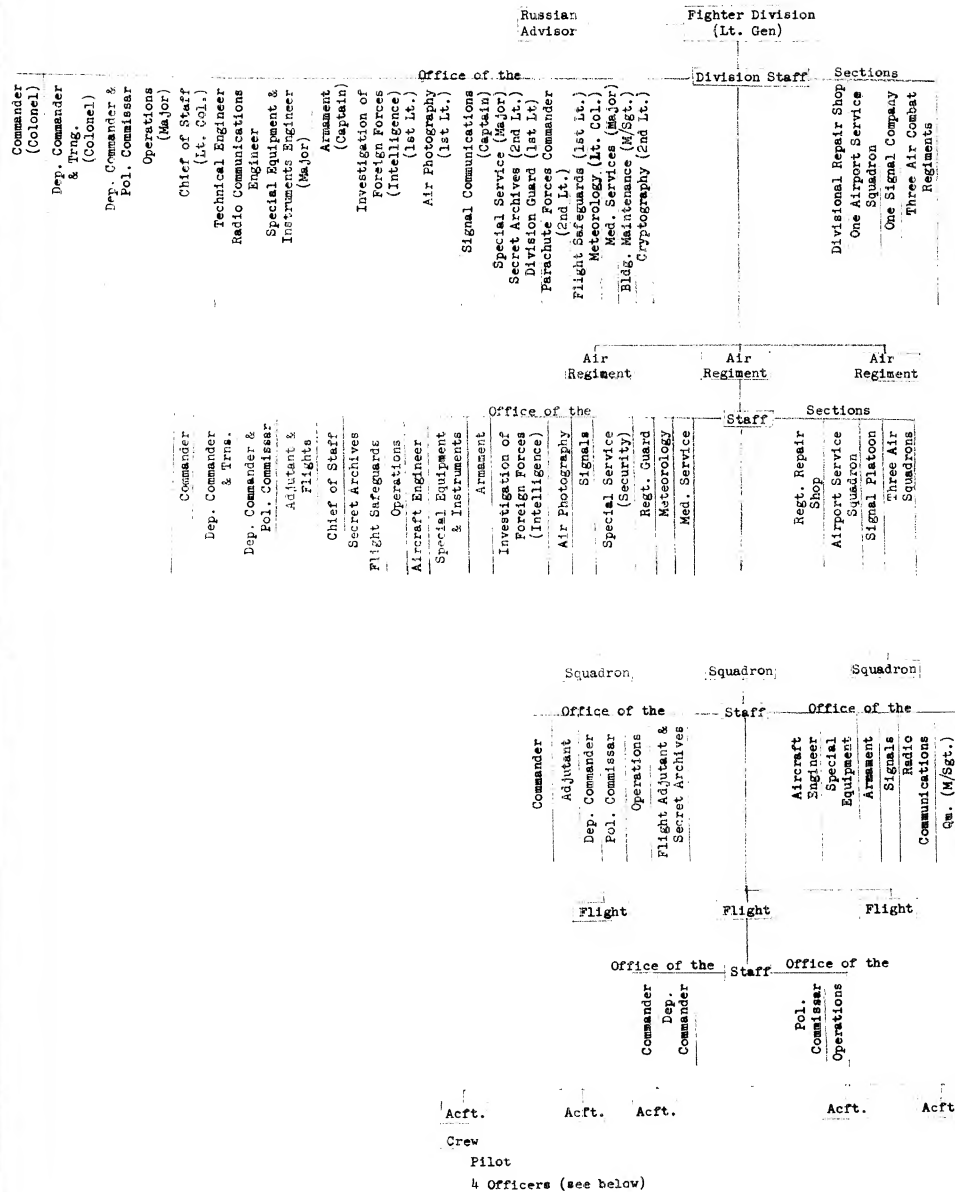 Russian
Advisor
Fighter Division
(Lt. Gen)
Office of the
Division Staff
Sections
Commander
(Colonel)
Dep. Commander
& Trng.
(Colonel)
Dep. Commander &
Pol. Commissar
Operations
(Major)
Chief of Staff
(Lt. Col.)
Technical Engineer
Radio Communications
Engineer
Special Equipment &
Instruments Engineer
(Major)
Armament
(Captain)
Investigation of
Foreign Forces
(Intelligence)
(1st Lt.)
Air Photography
(1st Lt.)
Signal Communications
(Captain)
Special Service (Major)
Secret Archives (2nd Lt.)
Division Guard (1st Lt)
Parachute Forces Commander
(2nd Lt.)
Flight Safeguards (1st Lt.)
Meteorology (Lt. Col.)
Med. Services (Major)
Bldg. Maintenance (M/Sgt.)
Cryptography (2nd Lt.)
Divisional Repair Shop
One Airport Service
Squadron
One Signal Company
Three Air Combat
Regiments
Air
Regiment
Air
Regiment
Air
Regiment
Office of the
Staff
Sections
Commander
Dep. Commander
& Trns.
Dep. Commander &
Pol. Commissar
Adjutant &
Flights
Chief of Staff
Secret Archives
Flight Safeguards
Operations
Aircraft Engineer
Special Equipment
& Instruments
Armament
Investigation of
Foreign Forces
(Intelligence)
Air Photography
Signals
Special Service
(Security)
Regt. Guard
Meteorology
Med. Service
Regt. Repair
Shop
Airport Service
Squadron
Signal Platoon
Three Air
Squadrons
Squadron
Squadron
Squadron
Office of the
Staff
Office of the
Commander
Adjutant
Dep. Commander
Pol. Commissar
Operations
Flight Adjutant &
Secret Archives
Aircraft
Engineer
Special
Equipment
Armament
Signals
Radio
Communications
Qm. (M/Sgt.)
Flight
Flight
Flight
Office of the
Staff
Office of the
Commander
Dep.
Commander
Pol.
Commissar
Operations
Acft.
Acft.
Acft.
Acft.
Acft
Crew
Pilot
4 Officers (see below)